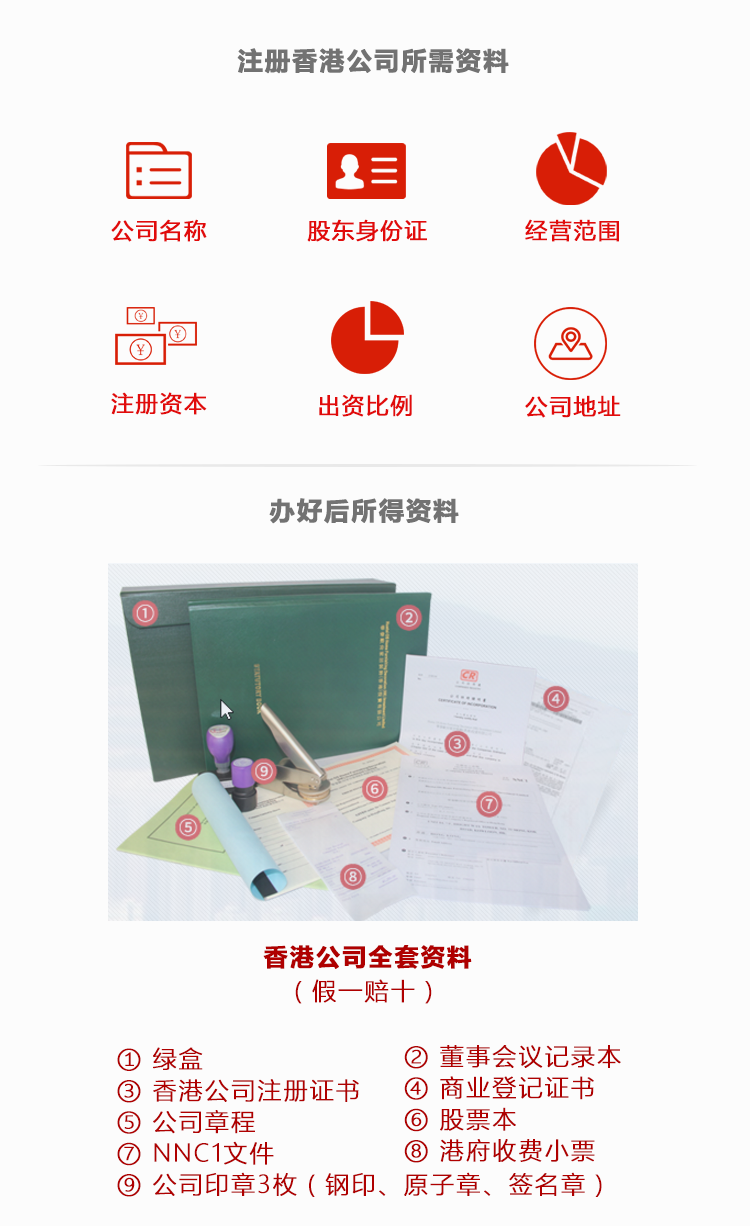 注册香港公司所需资料
公司名称
股东身份证
经营范围
¥
¥
¥
注册资本
出资比例
公司地址
办好后所得资料
①
②
STATUTORY BOOK
CR
CERTIFICATE OF INCORPORATION
④
③
⑨
⑥
⑦
⑤
⑧
香港公司全套资料
（假一赔十）
① 绿盒
② 董事会议记录本
③ 香港公司注册证书
④ 商业登记证书
⑤ 公司章程
⑥ 股票本
⑦ NNC1文件
⑧ 港府收费小票
⑨ 公司印章3枚（钢印、原子章、签名章）